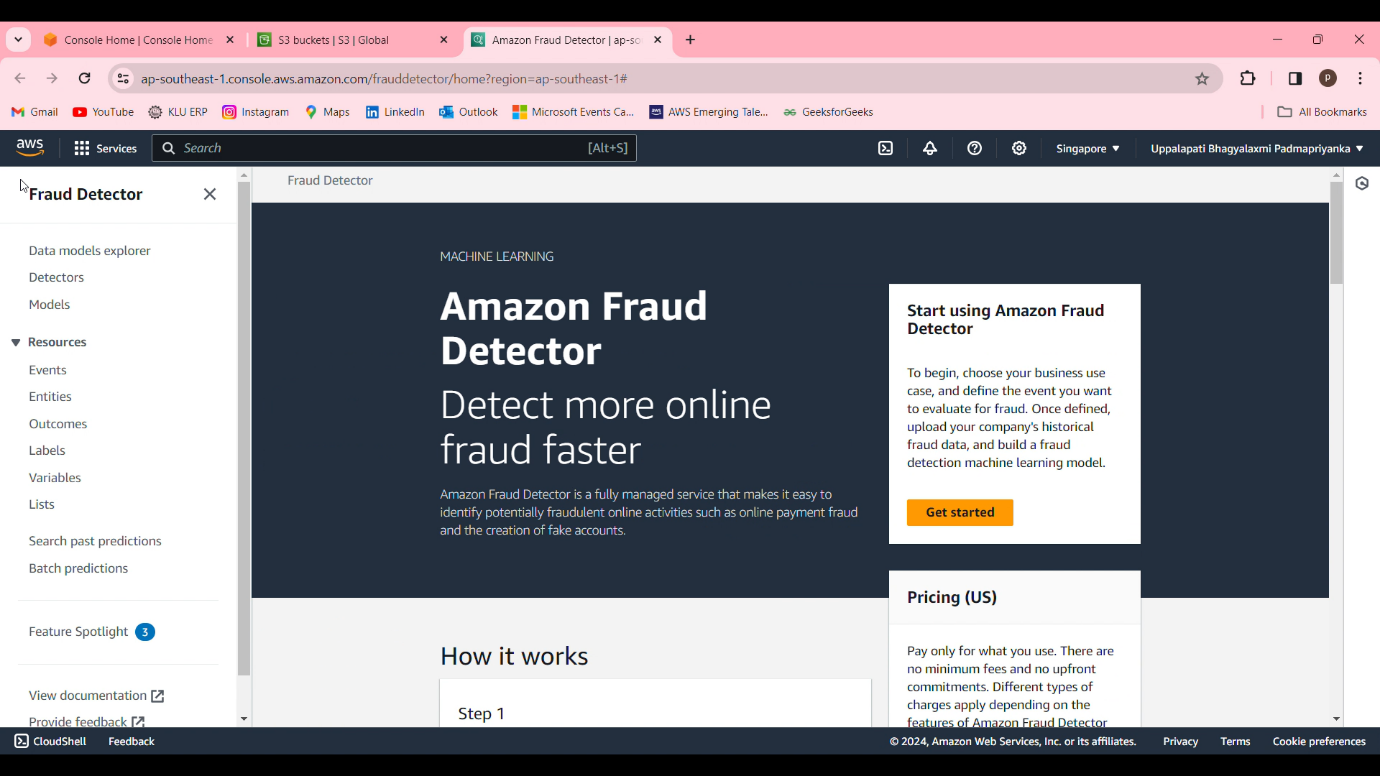 Console Home | Console Home
S3 buckets | S3 | Global
Amazon Fraud Detector | ap-so
ap-southeast-1.console.aws.amazon.com/frauddetector/home?region=ap-southeast-1#
P
Gmail
YouTube
KLU ERP
Instagram
Maps
LinkedIn
Outlook
Microsoft Events Ca...
AWS Emerging Tale...
GeeksforGeeks
All Bookmarks
aws
Services
Search
[Alt+S]
Singapore
Uppalapati Bhagyalaxmi Padmapriyanka
Fraud Detector
Data models explorer
Detectors
Models
Resources
Events
Entities
Outcomes
Labels
Variables
Lists
Search past predictions
Batch predictions
Feature Spotlight 3
View documentation
Provide feedback
Fraud Detector
MACHINE LEARNING
Amazon Fraud
Detector
Detect more online
fraud faster
Amazon Fraud Detector is a fully managed service that makes it easy to
identify potentially fraudulent online activities such as online payment fraud
and the creation of fake accounts.
Start using Amazon Fraud
Detector
To begin, choose your business use
case, and define the event you want
to evaluate for fraud. Once defined,
upload your company's historical
fraud data, and build a fraud
detection machine learning model.
Get started
Pricing (US)
Pay only for what you use. There are
no minimum fees and no upfront
commitments. Different types of
charges apply depending on the
features of Amazon Fraud Detector
How it works
Step 1
CloudShell
Feedback
© 2024, Amazon Web Services, Inc. or its affiliates.
Privacy
Terms
Cookie preferences